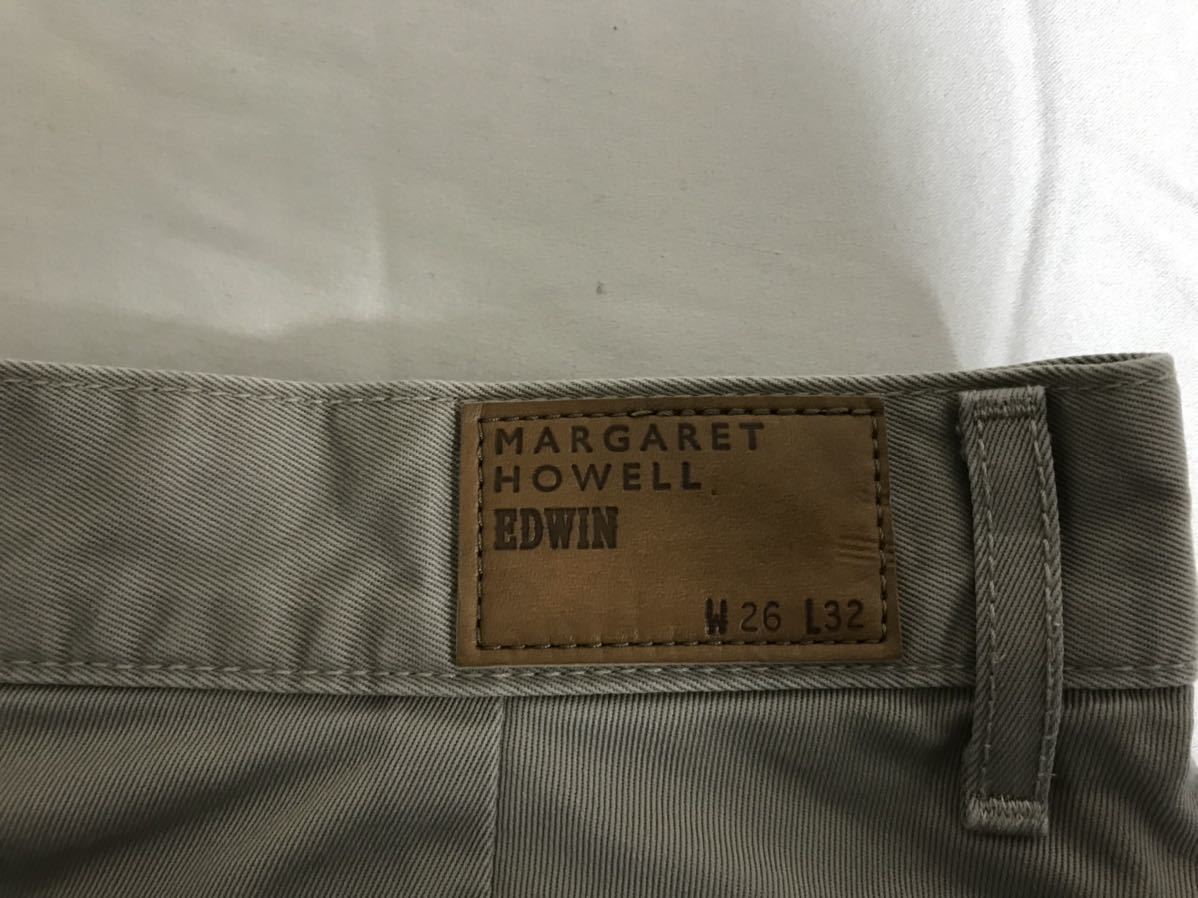 MARGARET
HOWELL
EDWIN
W 26 L32